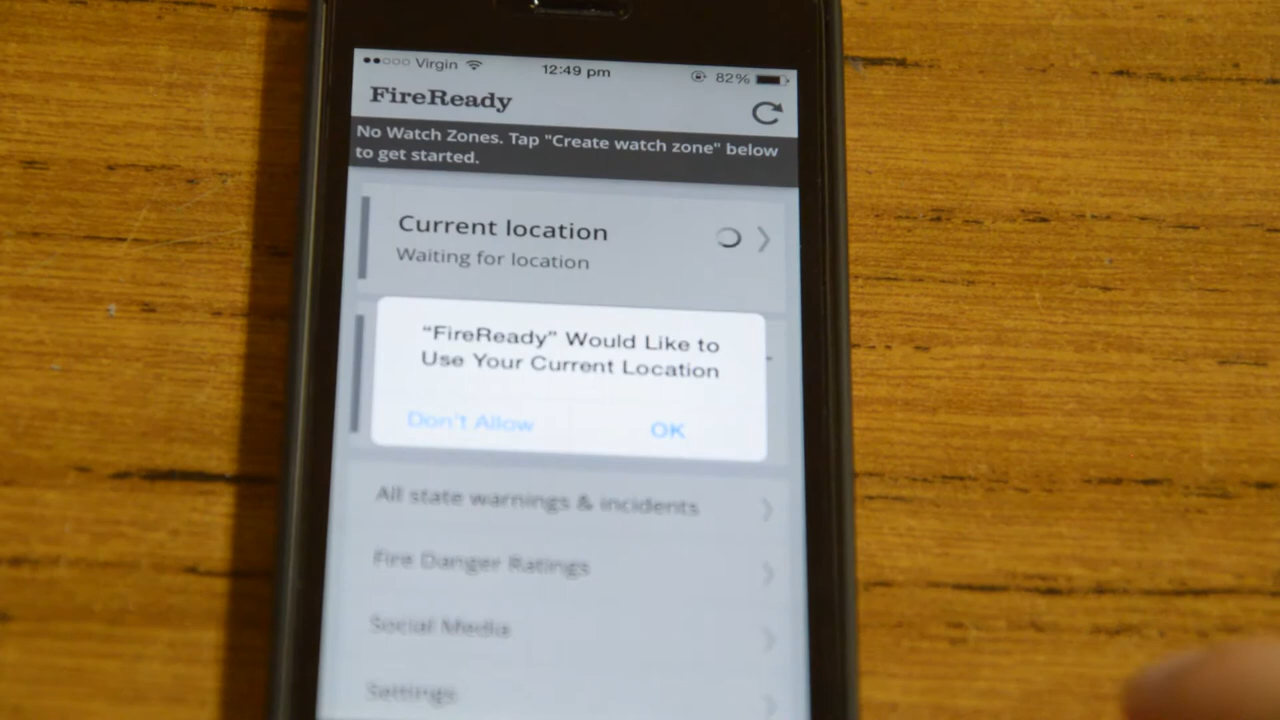 Virgin 12:49 pm 82%
FireReady
No Watch Zones. Tap "Create watch zone" below
to get started.
Current location
Waiting for location
“FireReady” Would Like to
Use Your Current Location
Don't Allow OK
All state warnings & incidents
Fire Danger Ratings
Social Media
Settings